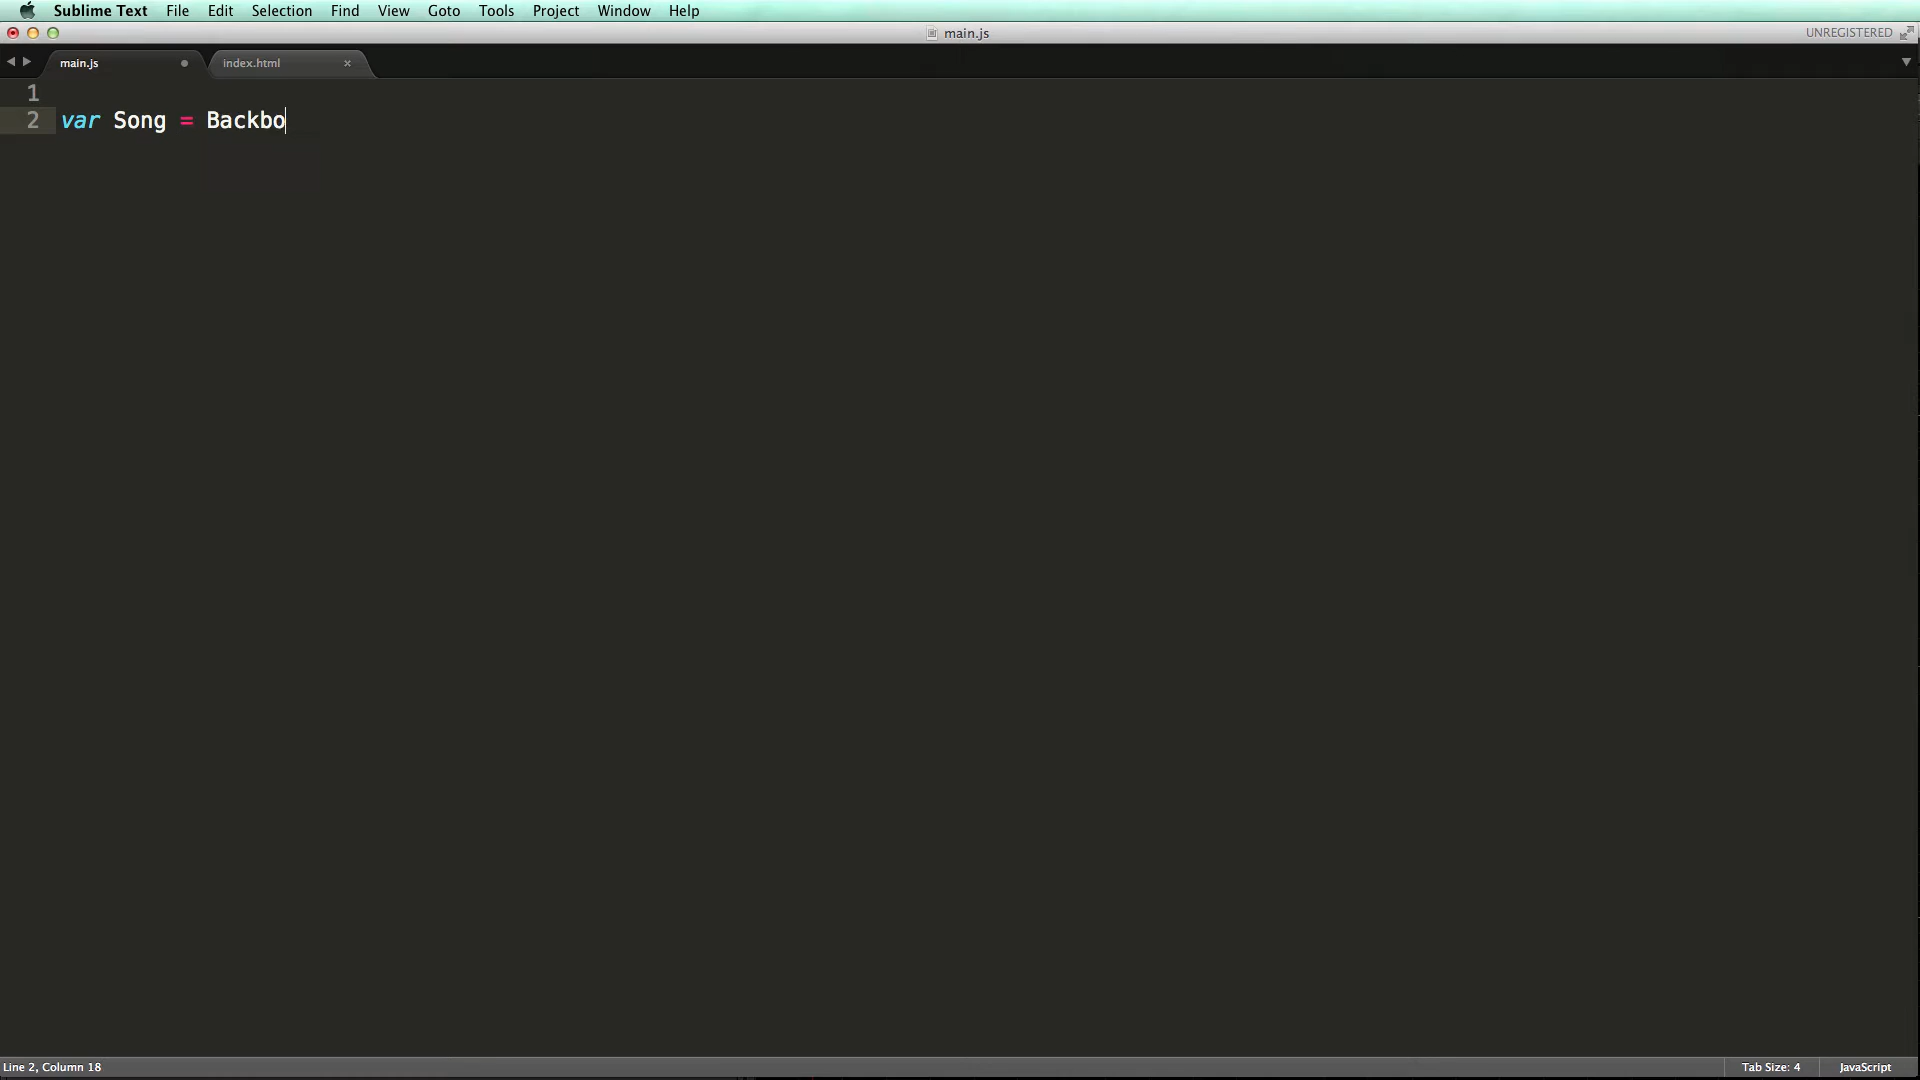 Sublime Text File Edit Selection Find View Goto Tools Project Window Help
main.js UNREGISTERED
main.js index.html
1
2 var Song = Backbo
Line 2, Column 18 Tab Size: 4 JavaScript